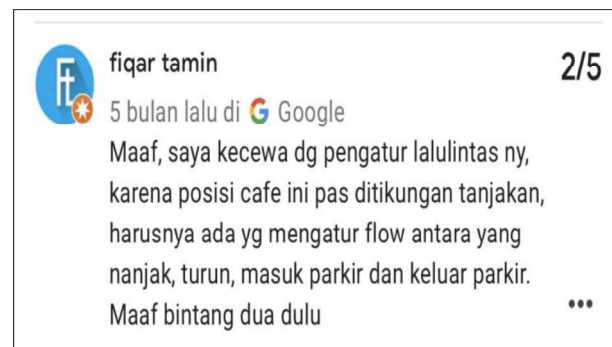 fiqar tamin
2/5
5 bulan lalu di Google
Maaf, saya kecewa dg pengatur lalulintas ny,
karena posisi cafe ini pas ditikungan tanjakan,
harusnya ada yg mengatur flow antara yang
nanjak, turun, masuk parkir dan keluar parkir.
Maaf bintang dua dulu